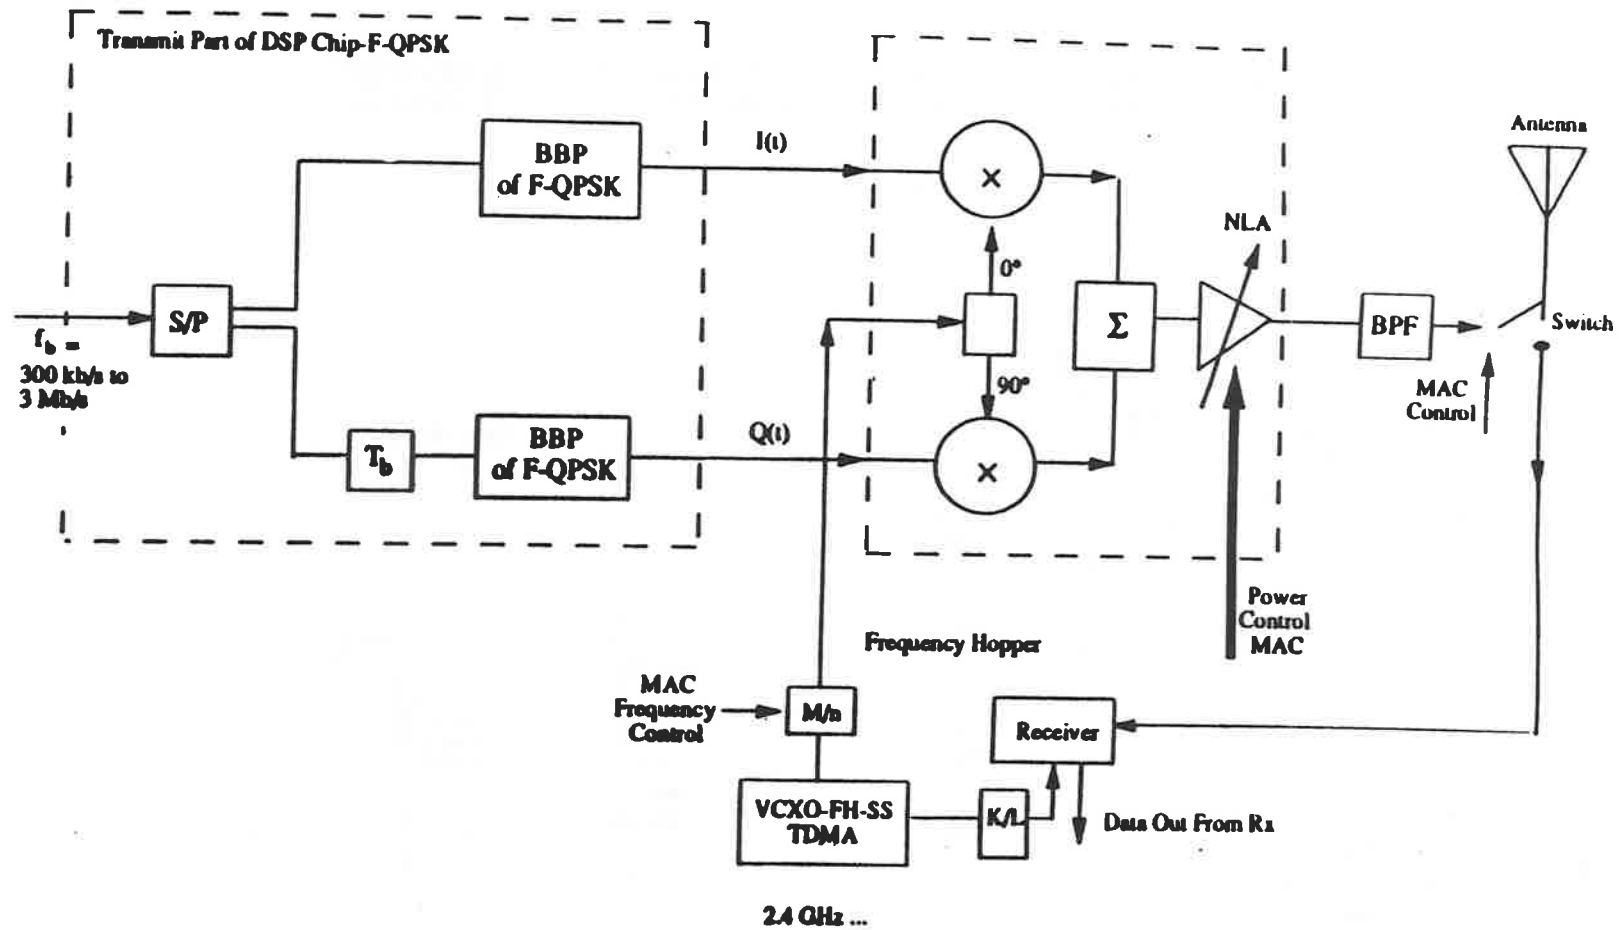 Transmit Part of DSP Chip-F-QPSK
BBP
of F-QPSK
I(t)
×
Antenna
0°
NLA
S/P
f_b =
300 kb/s to
3 Mb/s
Σ
BPF
Switch
90°
MAC
Control
T_b
BBP
of F-QPSK
Q(t)
×
Power
Control
MAC
Frequency Hopper
MAC
Frequency
Control
M/n
Receiver
VCXO-FH-SS
TDMA
K/L
Data Out From Rx
2.4 GHz ...